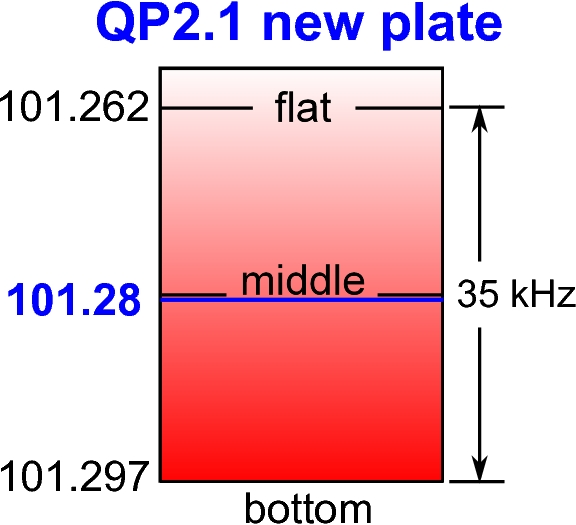 QP2.1 new plate
101.262
flat
middle
101.28
35 kHz
101.297
bottom